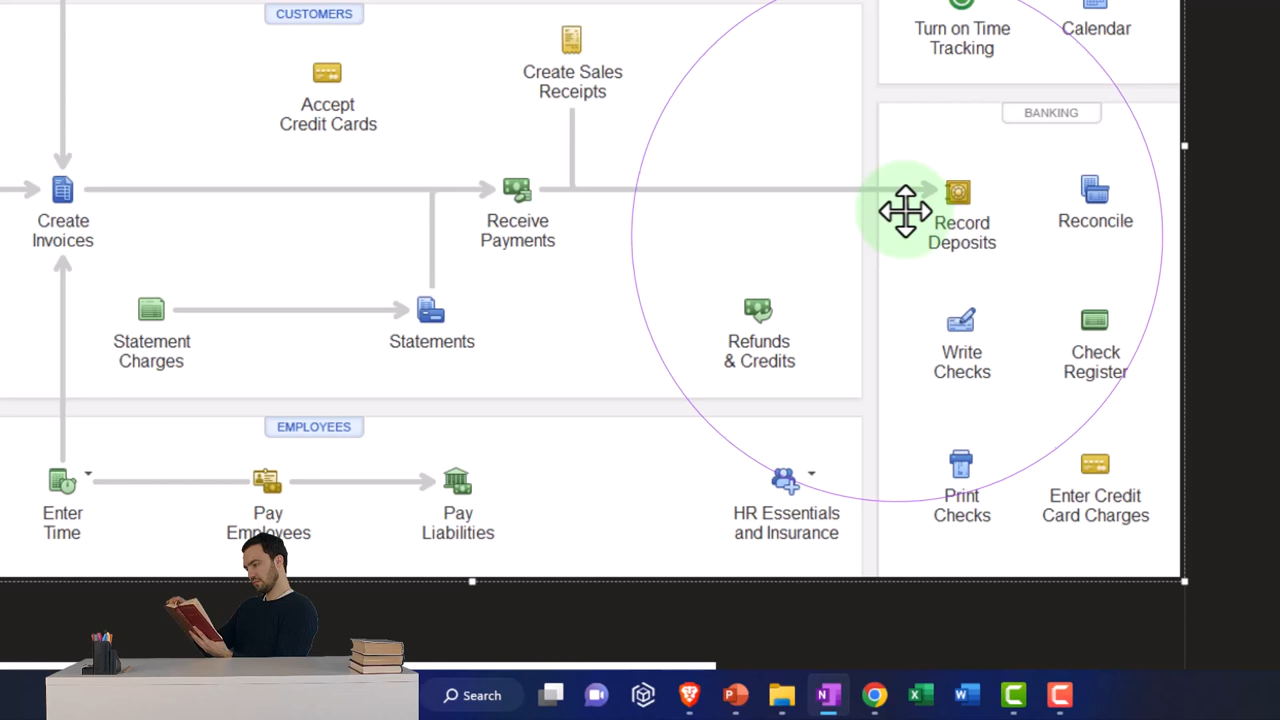 CUSTOMERS
Create Sales
Receipts
Accept
Credit Cards
Turn on Time
Tracking
Calendar
BANKING
Create
Invoices
Receive
Payments
Record
Deposits
Reconcile
Statement
Charges
Statements
Refunds
& Credits
Write
Checks
Check
Register
EMPLOYEES
Enter
Time
Pay
Employees
Pay
Liabilities
HR Essentials
and Insurance
Print
Checks
Enter Credit
Card Charges
Search